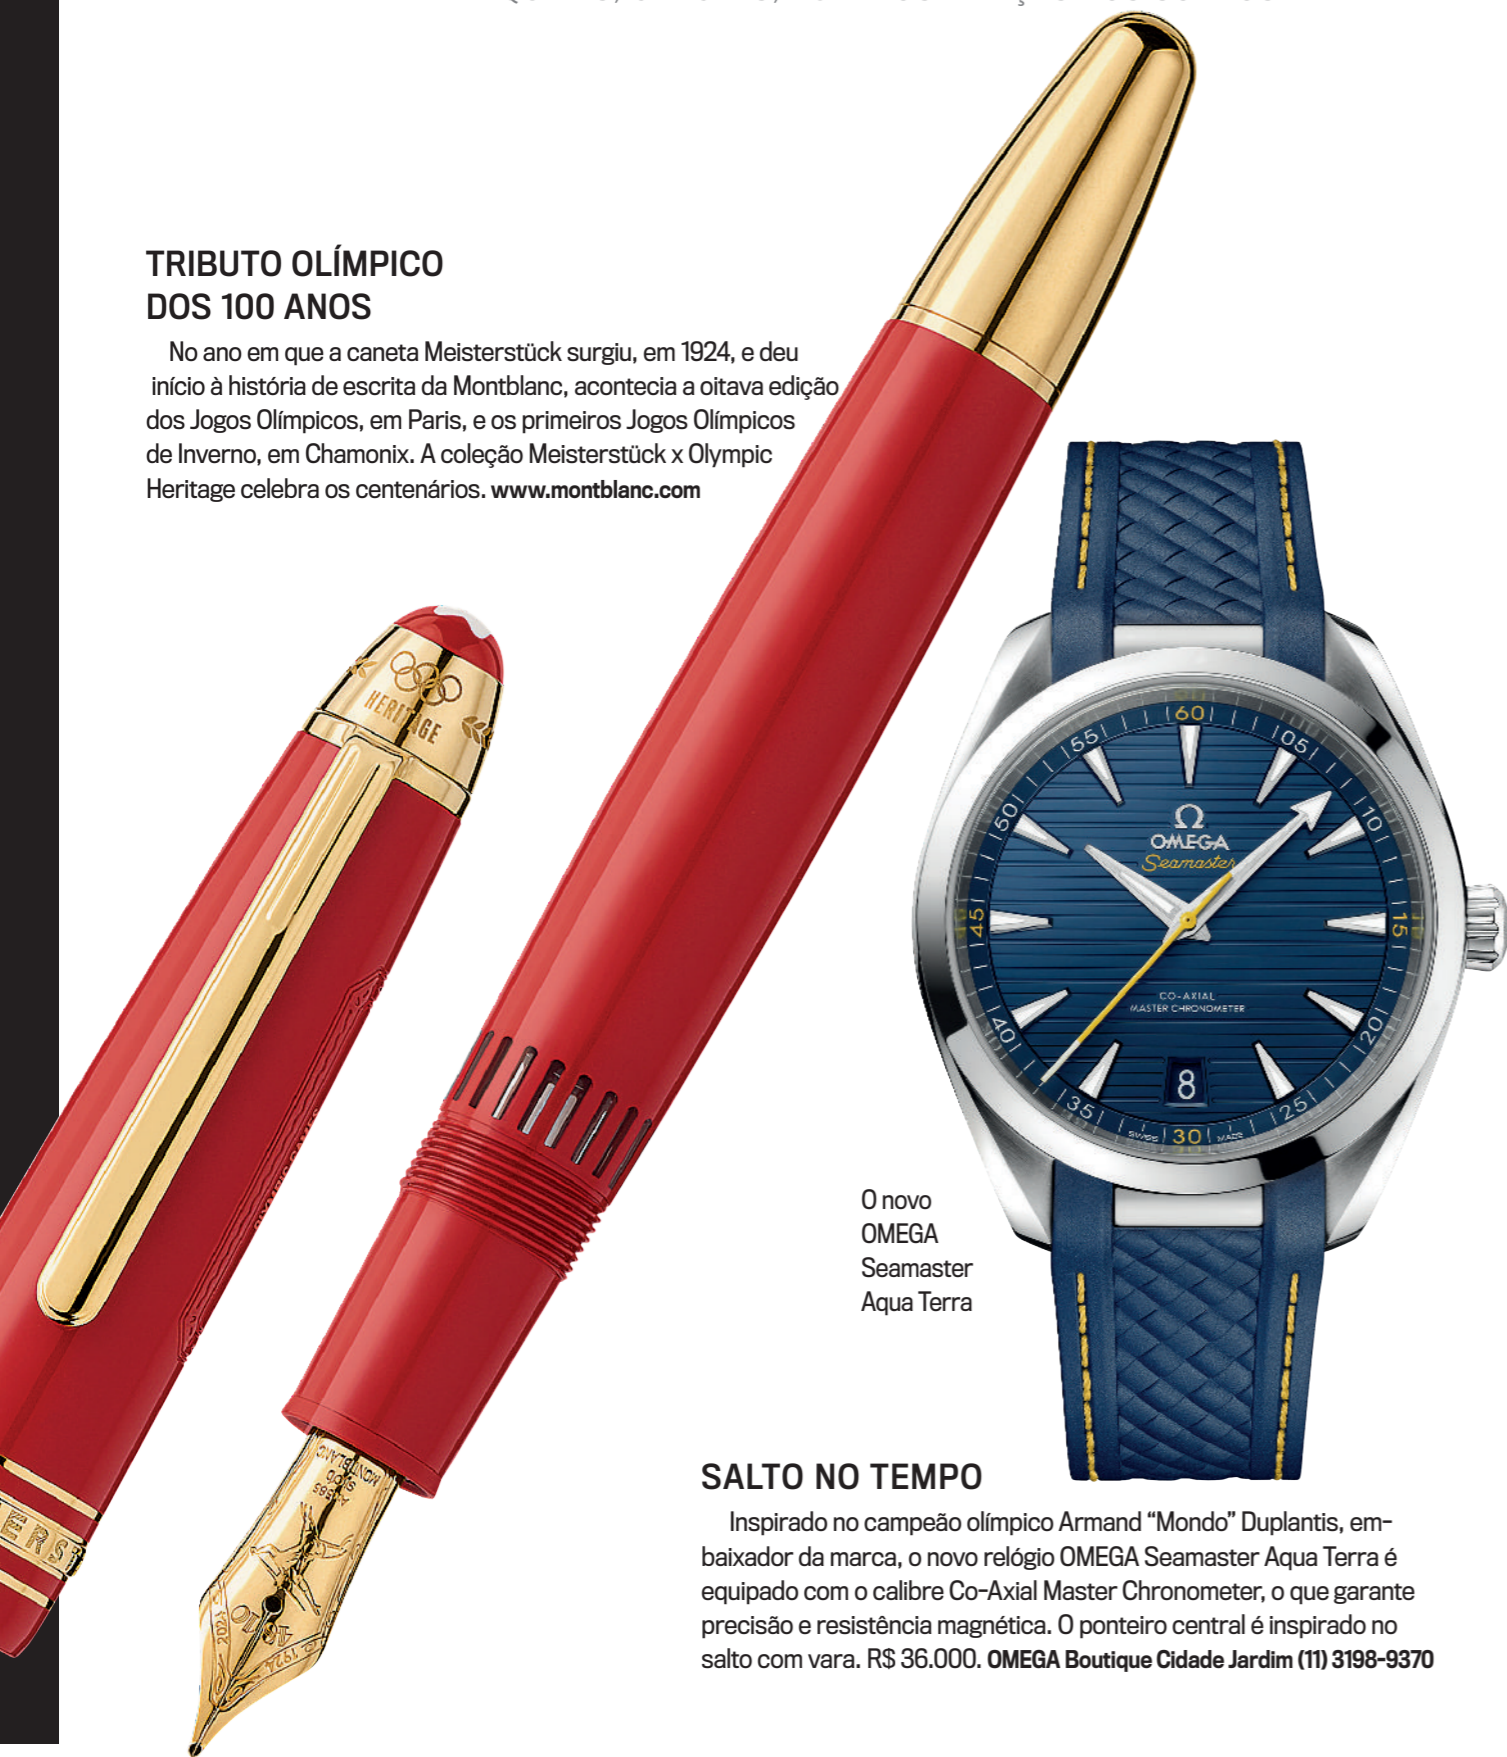 TRIBUTO OLÍMPICO
DOS 100 ANOS
No ano em que a caneta Meisterstück surgiu, em 1924, e deu
início à história de escrita da Montblanc, acontecia a oitava edição
dos Jogos Olímpicos, em Paris, e os primeiros Jogos Olímpicos
de Inverno, em Chamonix. A coleção Meisterstück x Olympic
Heritage celebra os centenários. www.montblanc.com
HERITAGE
60
05
10
15
20
25
30
35
40
45
50
55
OMEGA
Seamaster
CO-AXIAL
MASTER CHRONOMETER
8
SWISS MADE
O novo
OMEGA
Seamaster
Aqua Terra
MONTBLANC
4810
2024
1924
SALTO NO TEMPO
Inspirado no campeão olímpico Armand “Mondo” Duplantis, em-
baixador da marca, o novo relógio OMEGA Seamaster Aqua Terra é
equipado com o calibre Co-Axial Master Chronometer, o que garante
precisão e resistência magnética. O ponteiro central é inspirado no
salto com vara. R$ 36.000. OMEGA Boutique Cidade Jardim (11) 3198-9370